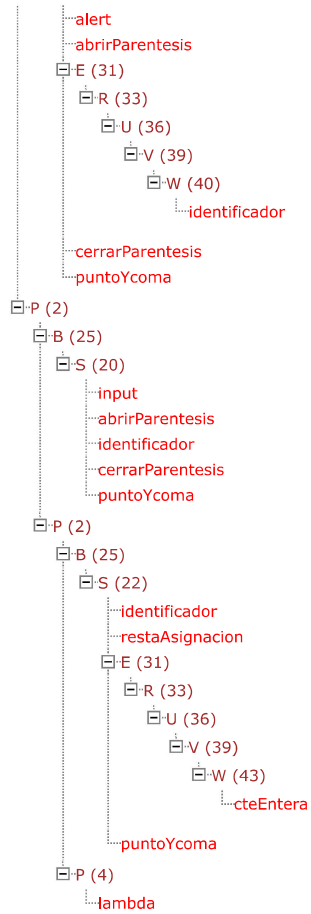 alert
abrirParentesis
E (31)
R (33)
U (36)
V (39)
W (40)
identificador
cerrarParentesis
puntoYcoma
P (2)
B (25)
S (20)
input
abrirParentesis
identificador
cerrarParentesis
puntoYcoma
P (2)
B (25)
S (22)
identificador
restaAsignacion
E (31)
R (33)
U (36)
V (39)
W (43)
cteEntera
puntoYcoma
P (4)
lambda